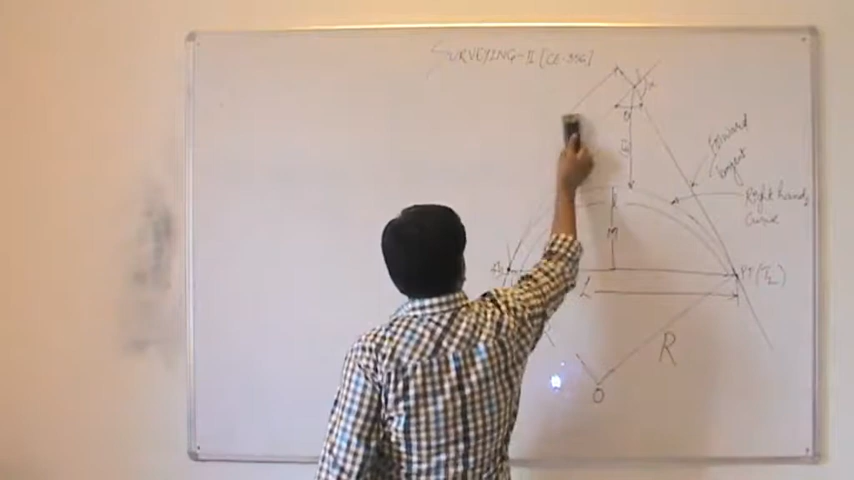 SURVEYING-II [CE-356]
Forward
Tangent
Right hand
Curve
M
PT (T2)
L
R
O